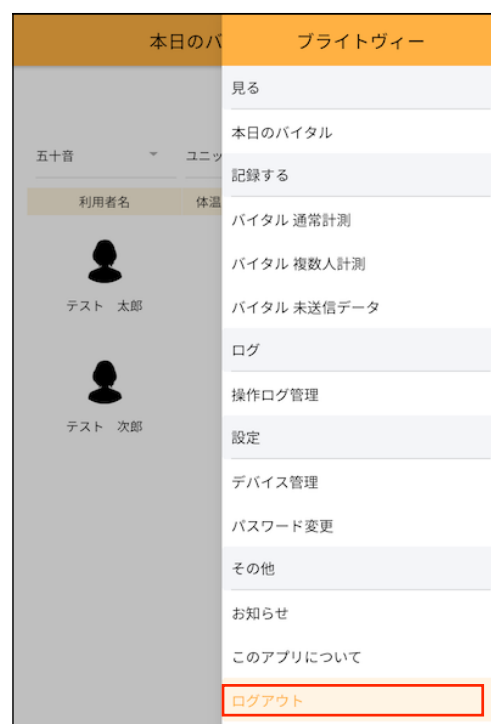 本日のバ
五十音
ユニッ
利用者名 体温
テスト 太郎
テスト 次郎
ブライトヴィー
見る
本日のバイタル
記録する
バイタル 通常計測
バイタル 複数人計測
バイタル 未送信データ
ログ
操作ログ管理
設定
デバイス管理
パスワード変更
その他
お知らせ
このアプリについて
ログアウト